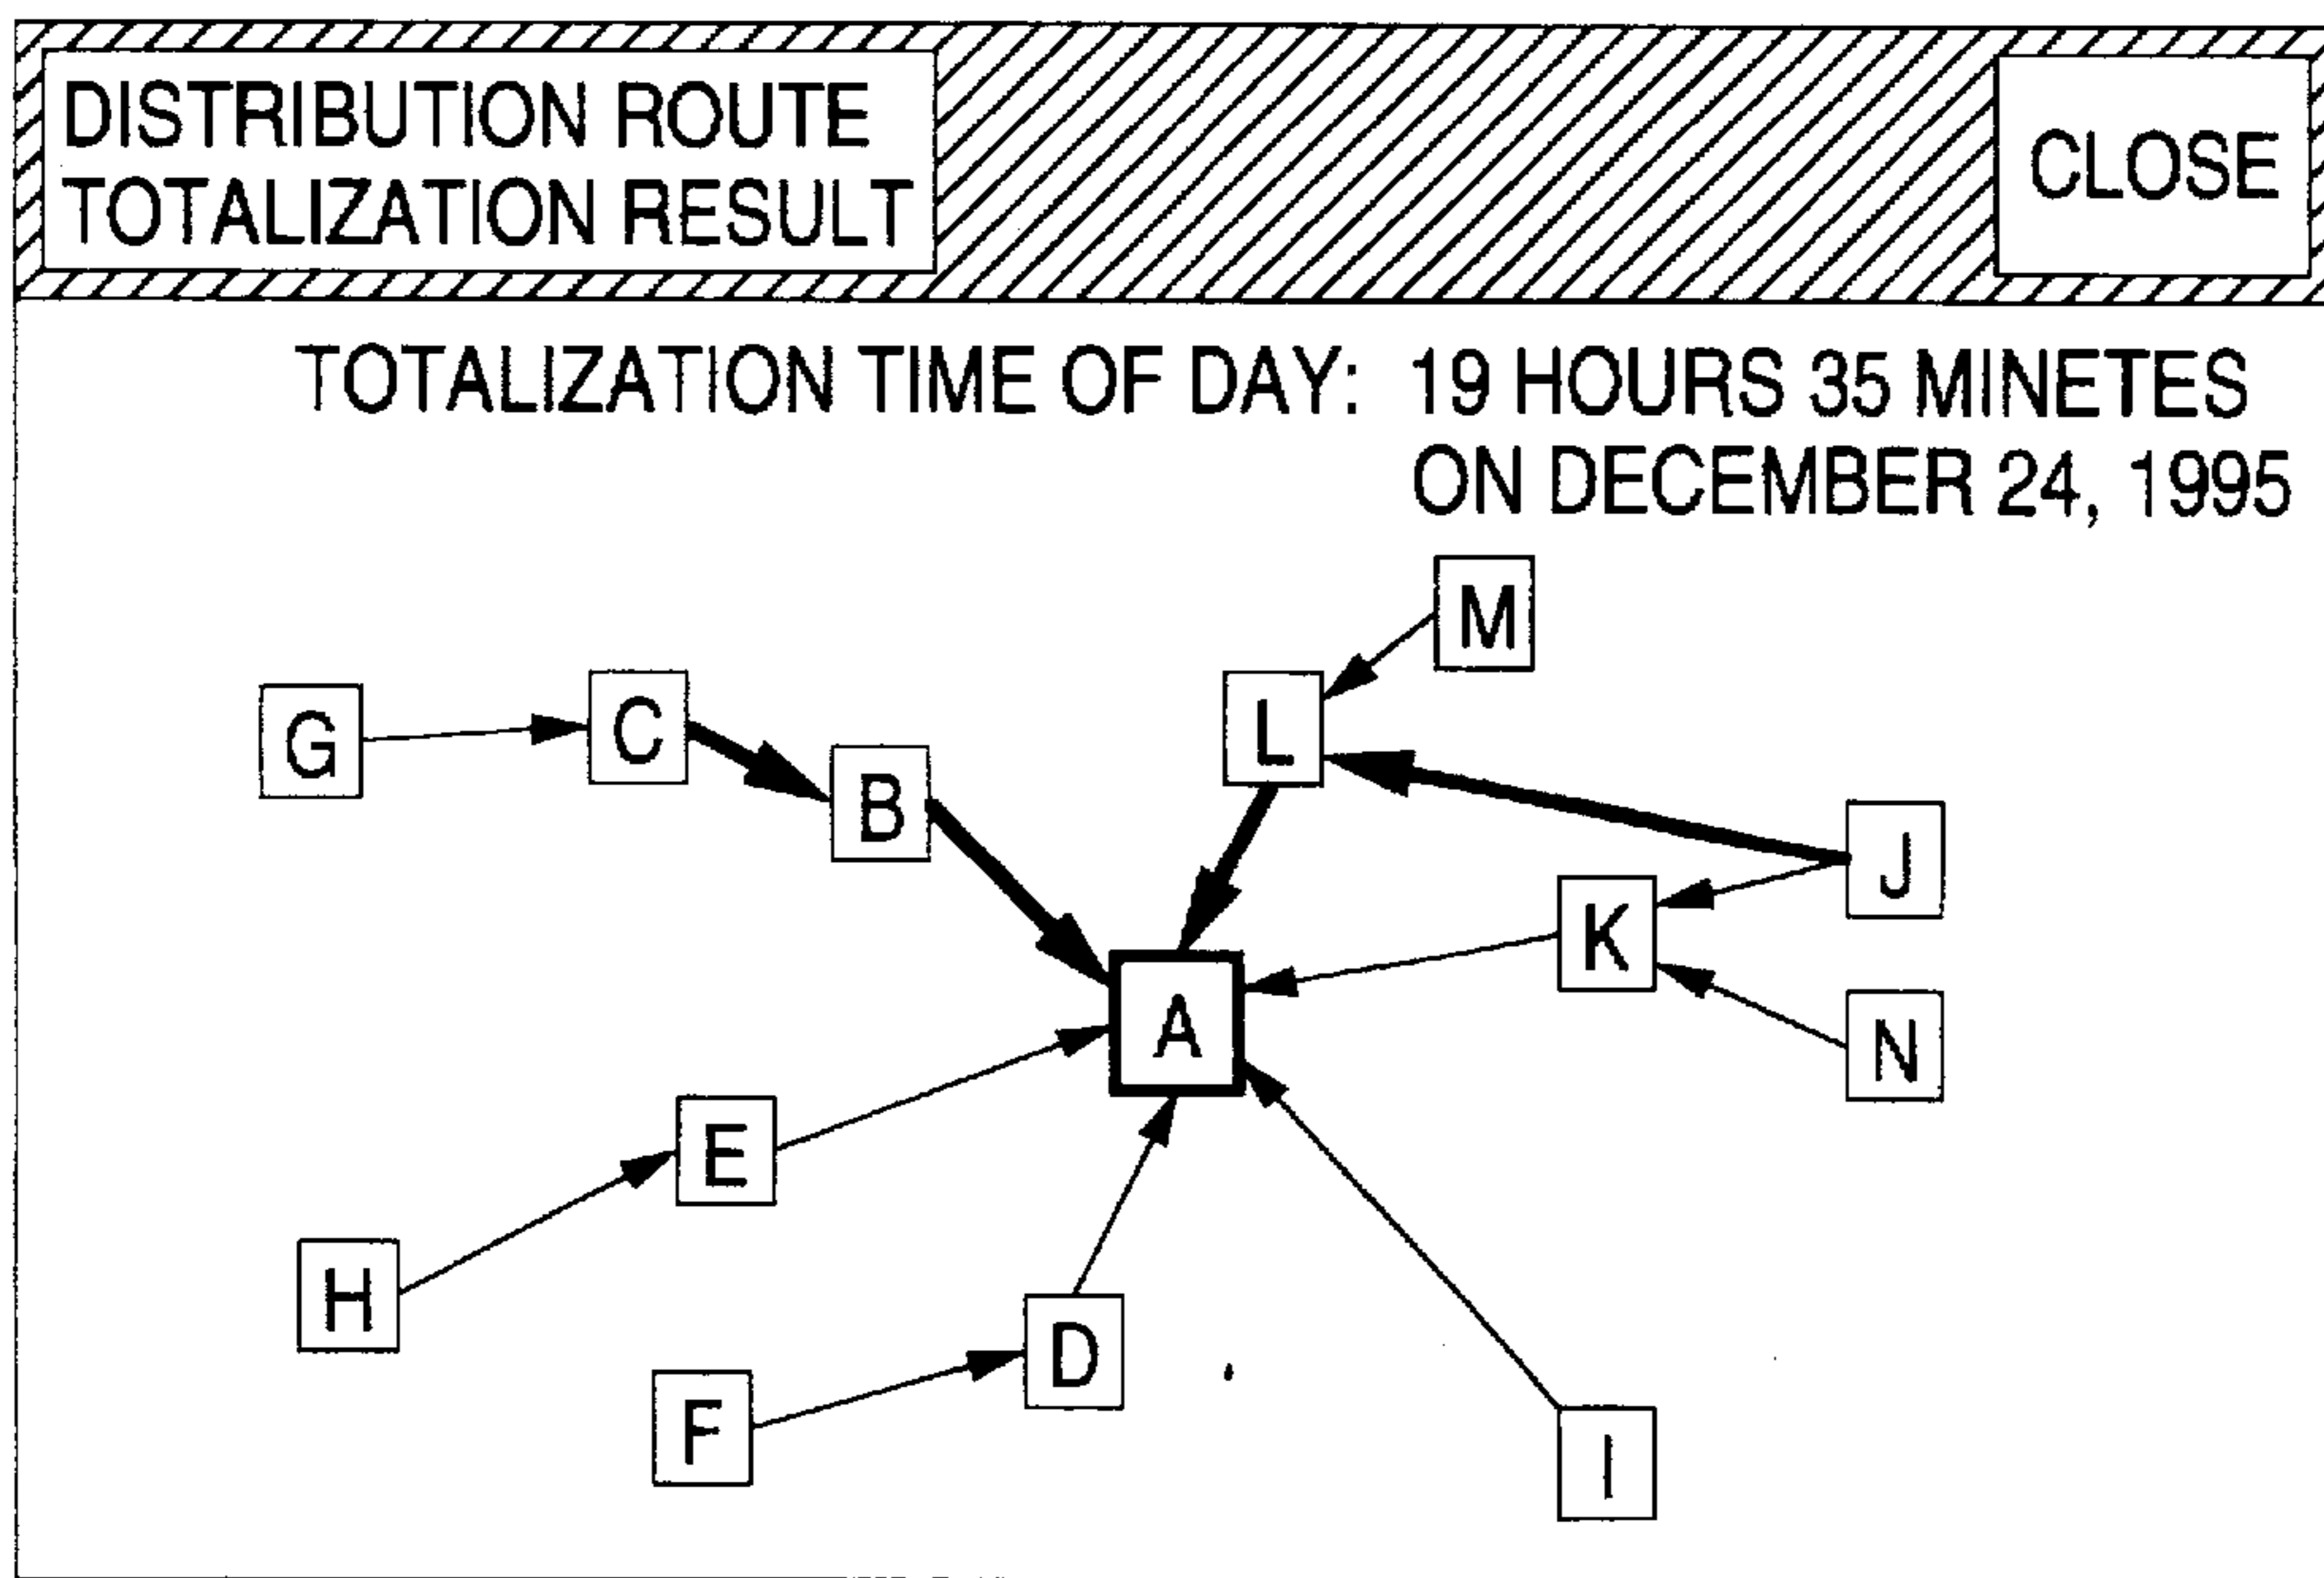 DISTRIBUTION ROUTE
TOTALIZATION RESULT
CLOSE
TOTALIZATION TIME OF DAY: 19 HOURS 35 MINETES
ON DECEMBER 24, 1995
M
L
G
C
B
J
K
A
N
E
H
D
F
I